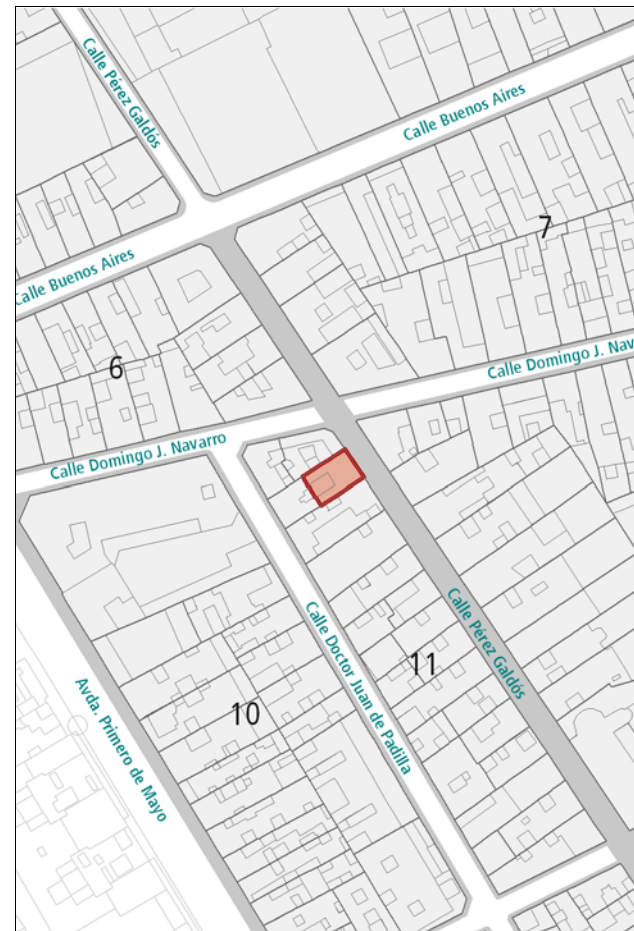 Calle Pérez Galdós
Calle Buenos Aires
7
Calle Buenos Aires
6
Calle Domingo J. Nav
Calle Domingo J. Navarro
Calle Pérez Galdós
Calle Doctor Juan de Padilla
11
10
Avda. Primero de Mayo